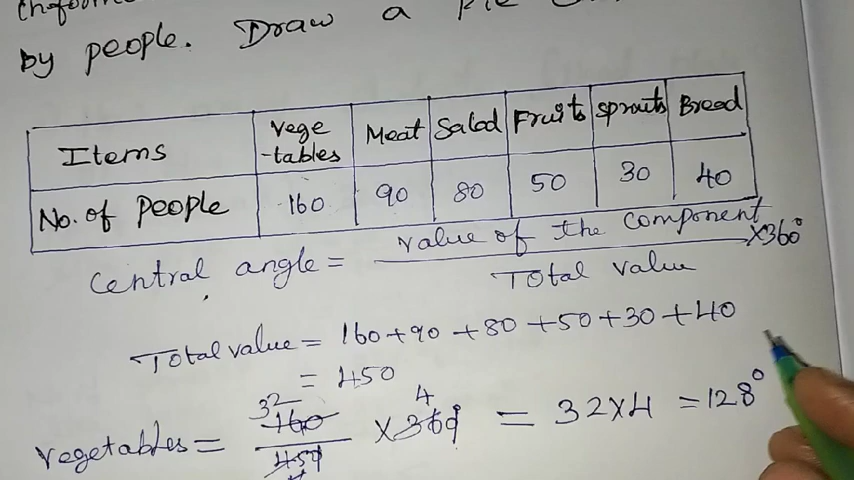 by people. Draw a Pie
Items Vege-tables Meat Salad Fruits Sprouts Bread
No. of People 160 90 80 50 30 40
Central angle = Value of the component / Total value × 360°
Total value = 160 + 90 + 80 + 50 + 30 + 40
= 450
Vegetables = 160 32 / 450 × 360° 4 = 32 × 4 = 128°